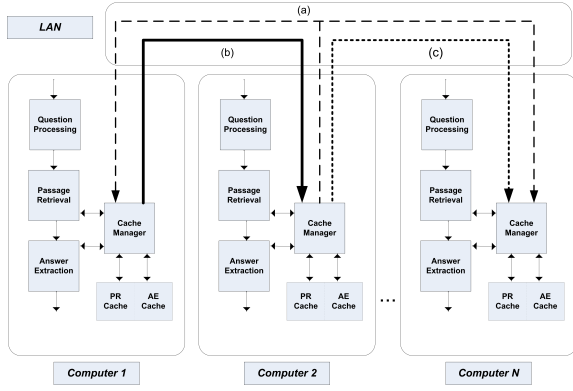 (a)
LAN
(b)
(c)
Question
Processing
Passage
Retrieval
Cache
Manager
Answer
Extraction
PR
Cache
AE
Cache
Computer 1
Question
Processing
Passage
Retrieval
Cache
Manager
Answer
Extraction
PR
Cache
AE
Cache
Computer 2
...
Question
Processing
Passage
Retrieval
Cache
Manager
Answer
Extraction
PR
Cache
AE
Cache
Computer N